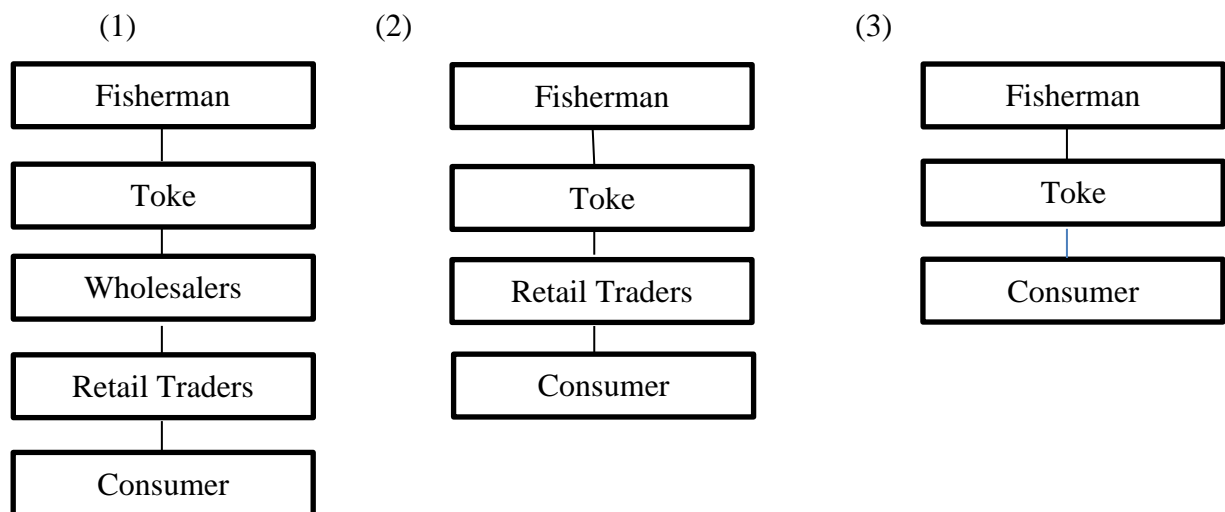 (1)
Fisherman
Toke
Wholesalers
Retail Traders
Consumer
(2)
Fisherman
Toke
Retail Traders
Consumer
(3)
Fisherman
Toke
Consumer